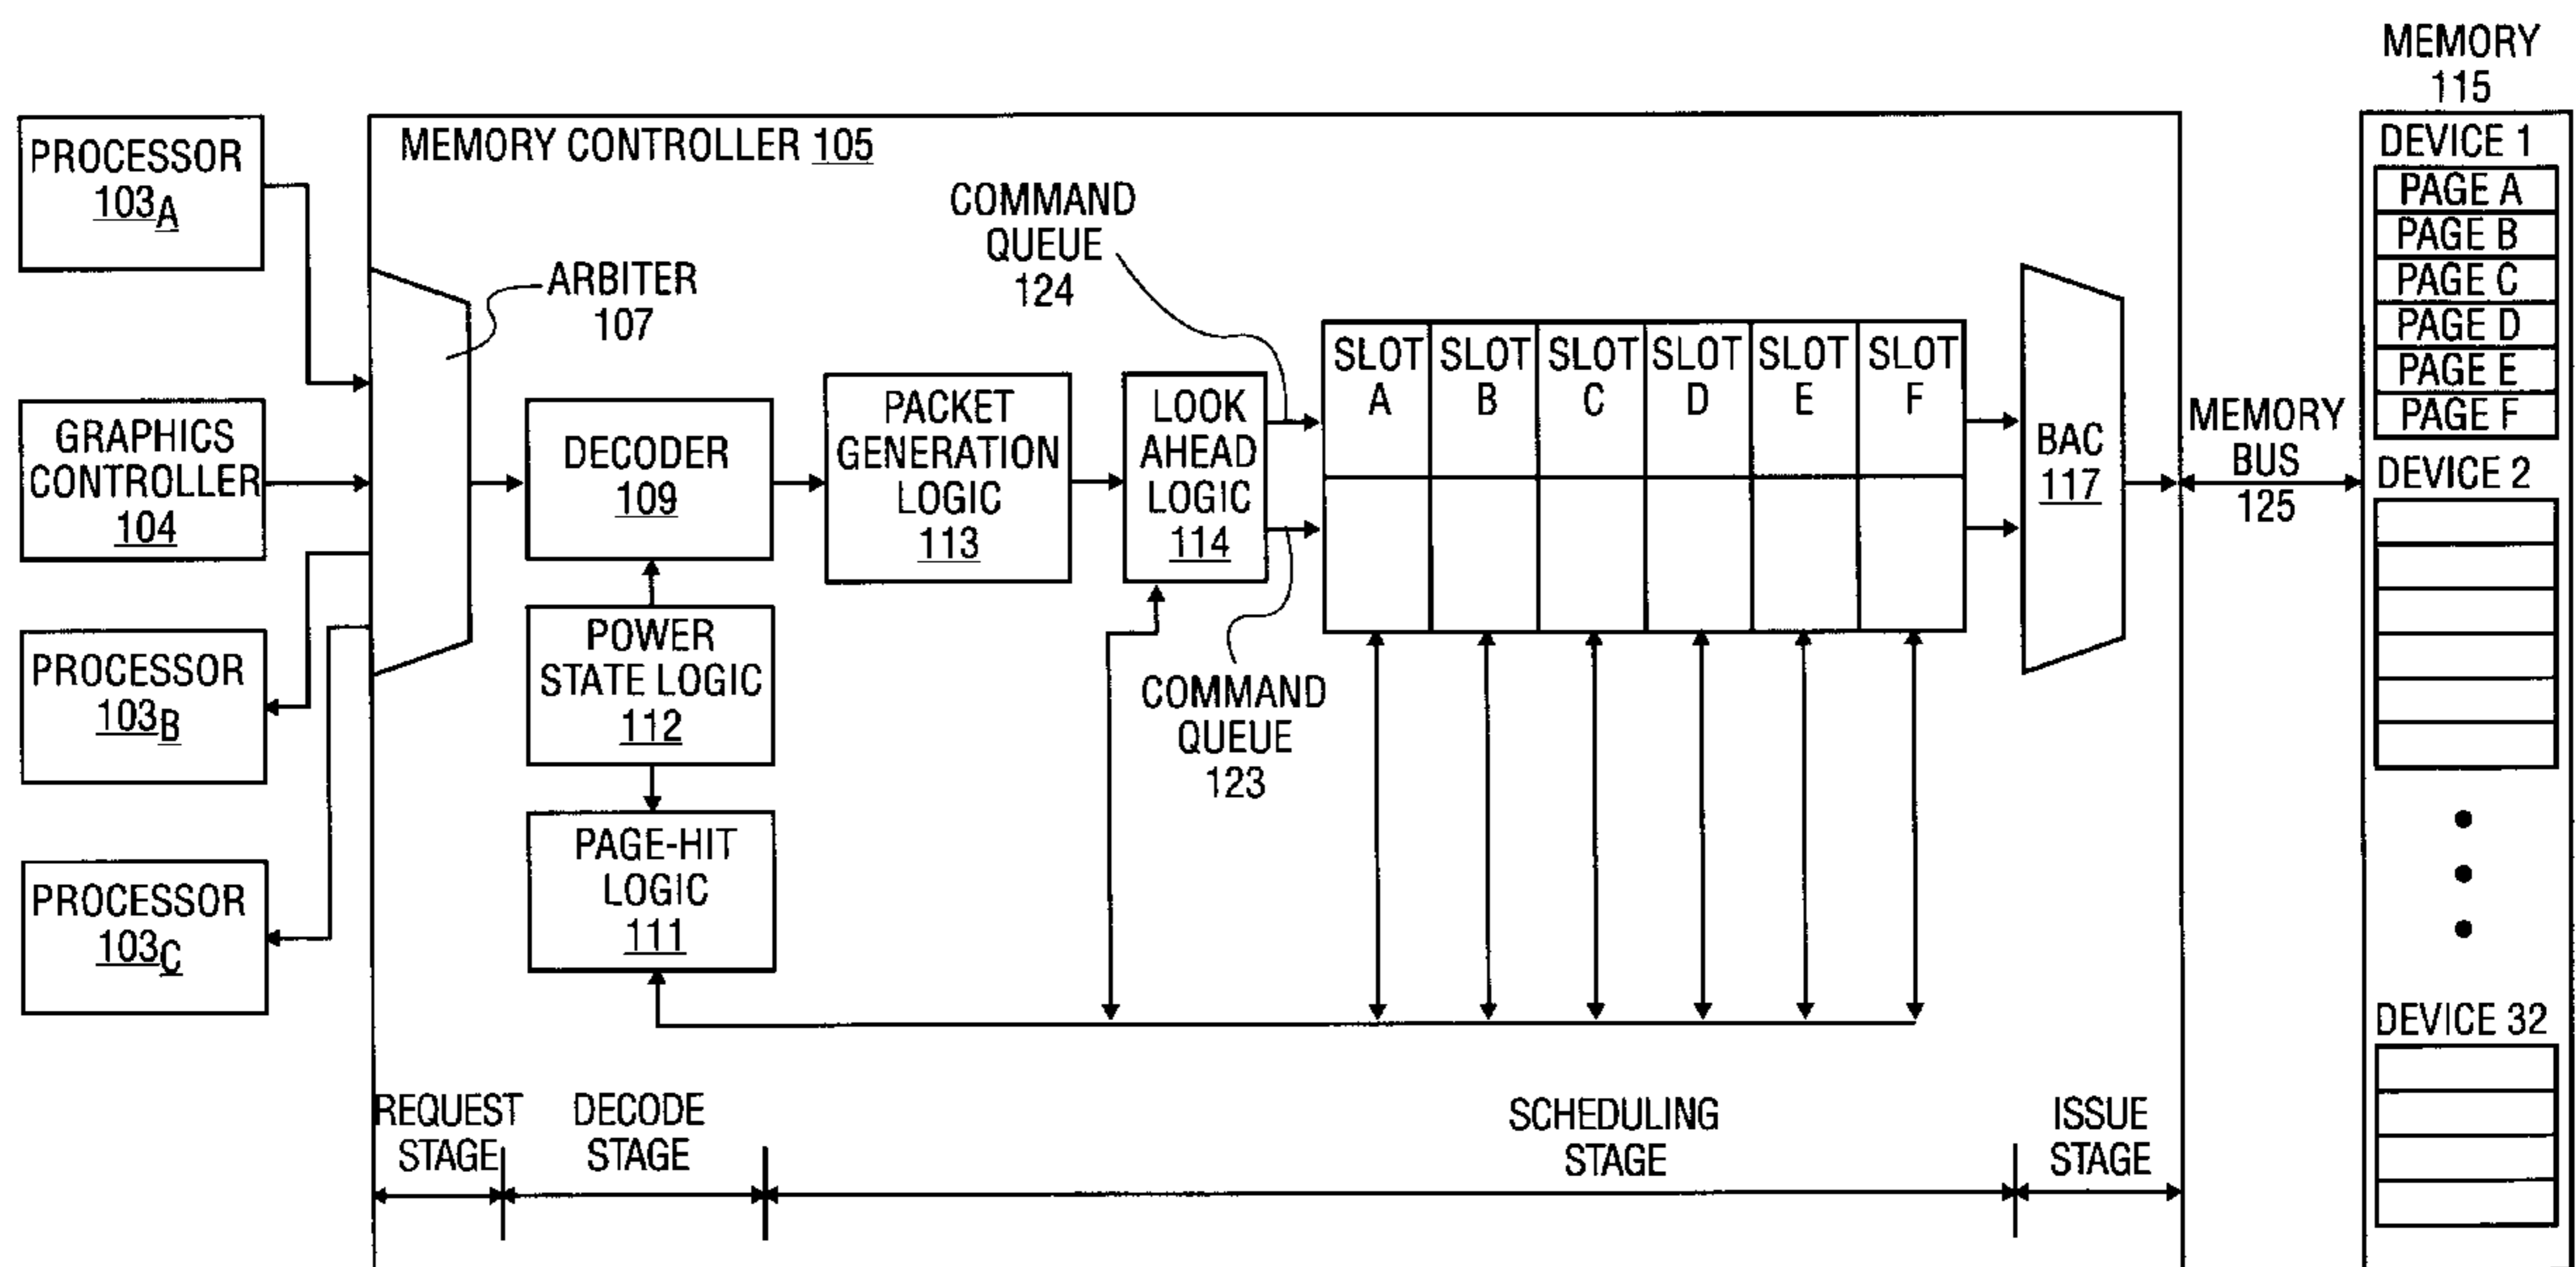 MEMORY
115
MEMORY CONTROLLER 105
PROCESSOR
103A
GRAPHICS
CONTROLLER
104
PROCESSOR
103B
PROCESSOR
103C
ARBITER
107
DECODER
109
POWER
STATE LOGIC
112
PAGE-HIT
LOGIC
111
PACKET
GENERATION
LOGIC
113
LOOK
AHEAD
LOGIC
114
COMMAND
QUEUE
124
COMMAND
QUEUE
123
SLOT
A
SLOT
B
SLOT
C
SLOT
D
SLOT
E
SLOT
F
BAC
117
MEMORY
BUS
125
DEVICE 1
PAGE A
PAGE B
PAGE C
PAGE D
PAGE E
PAGE F
DEVICE 2
DEVICE 32
REQUEST
STAGE
DECODE
STAGE
SCHEDULING
STAGE
ISSUE
STAGE